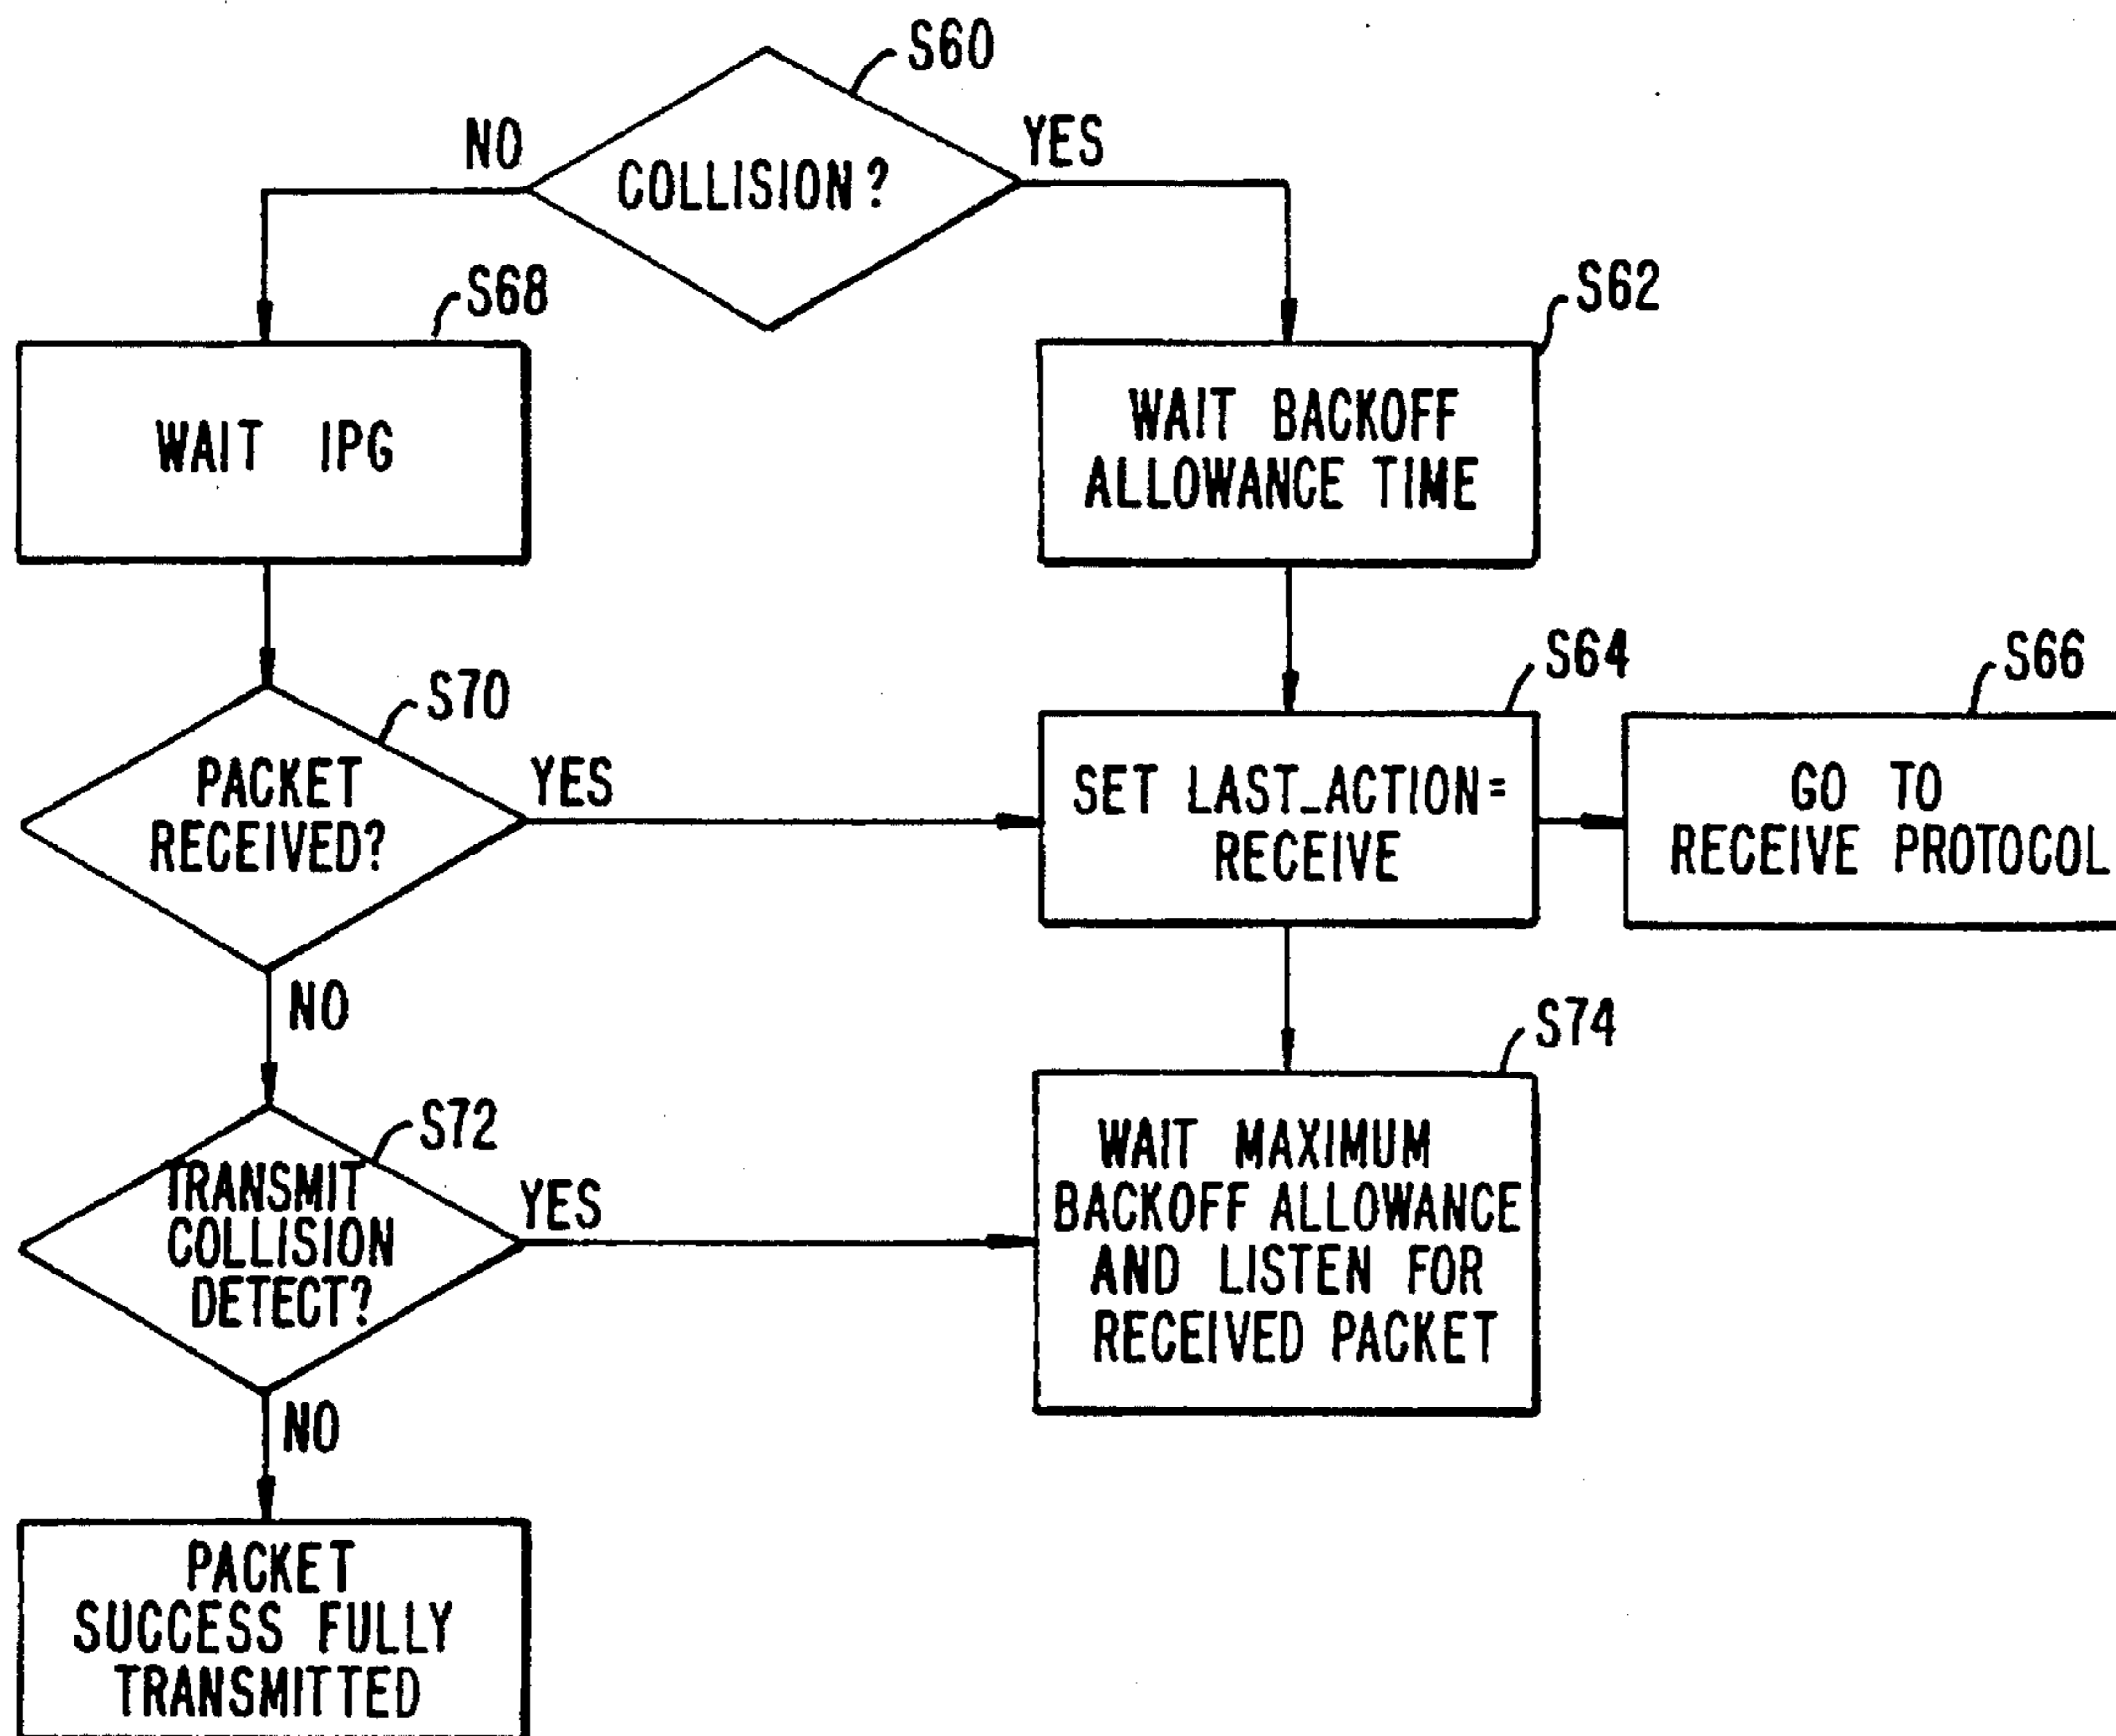 S60
NO
YES
COLLISION?
S68
S62
WAIT IPG
WAIT BACKOFF
ALLOWANCE TIME
S70
S64
S66
PACKET
RECEIVED?
YES
SET LAST_ACTION=
RECEIVE
GO TO
RECEIVE PROTOCOL
NO
S74
S72
TRANSMIT
COLLISION
DETECT?
YES
WAIT MAXIMUM
BACKOFF ALLOWANCE
AND LISTEN FOR
RECEIVED PACKET
NO
PACKET
SUCCESS FULLY
TRANSMITTED